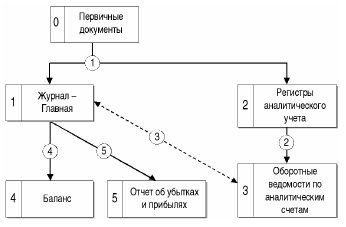 0
Первичные
документы
1
1
Журнал –
Главная
2
Регистры
аналитического
учета
3
2
4
5
4
Баланс
5
Отчет об убытках
и прибылях
3
Оборотные
ведомости по
аналитическим
счетам